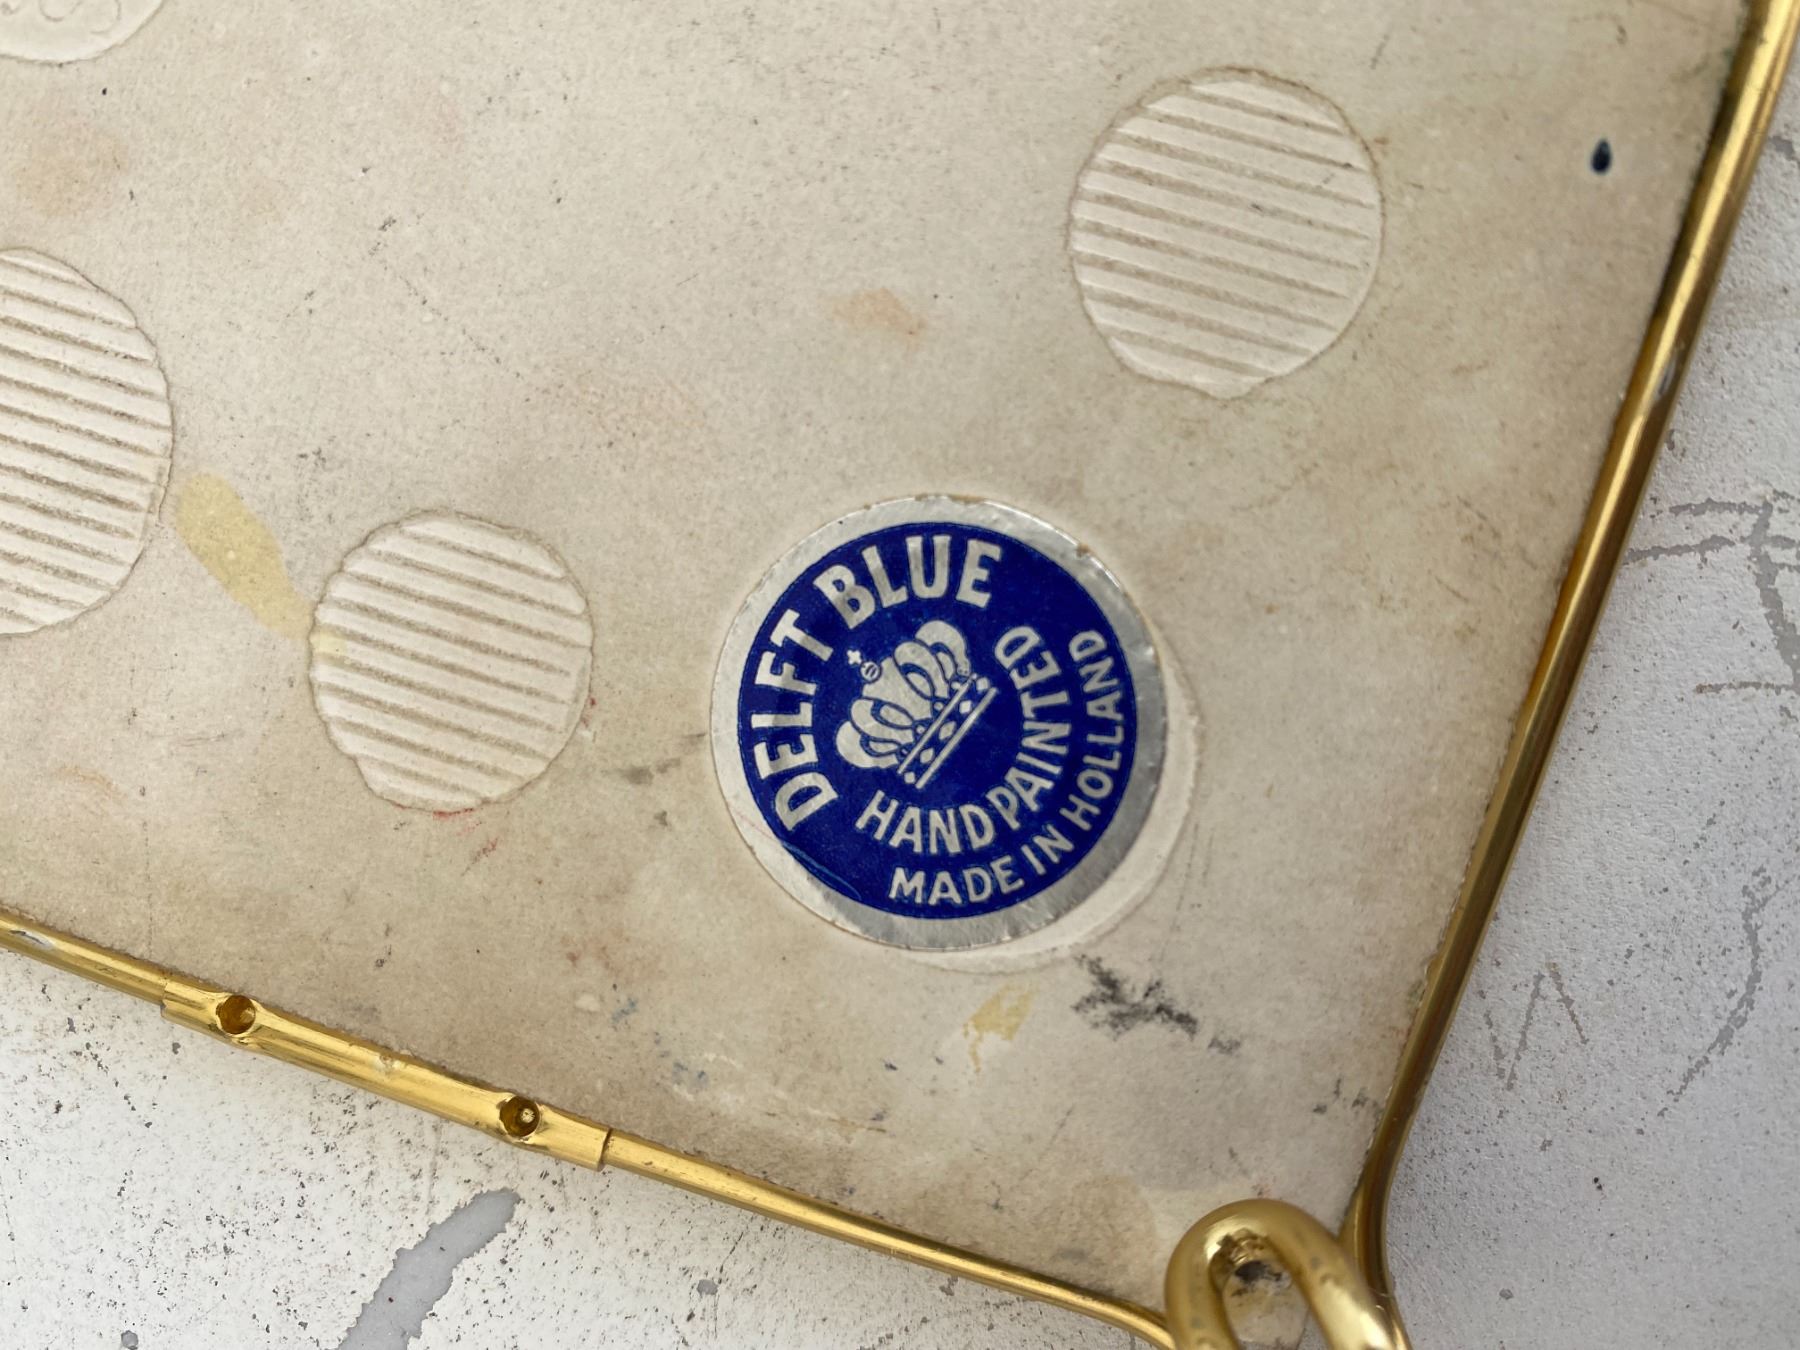 DELFT BLUE
HAND PAINTED
MADE IN HOLLAND